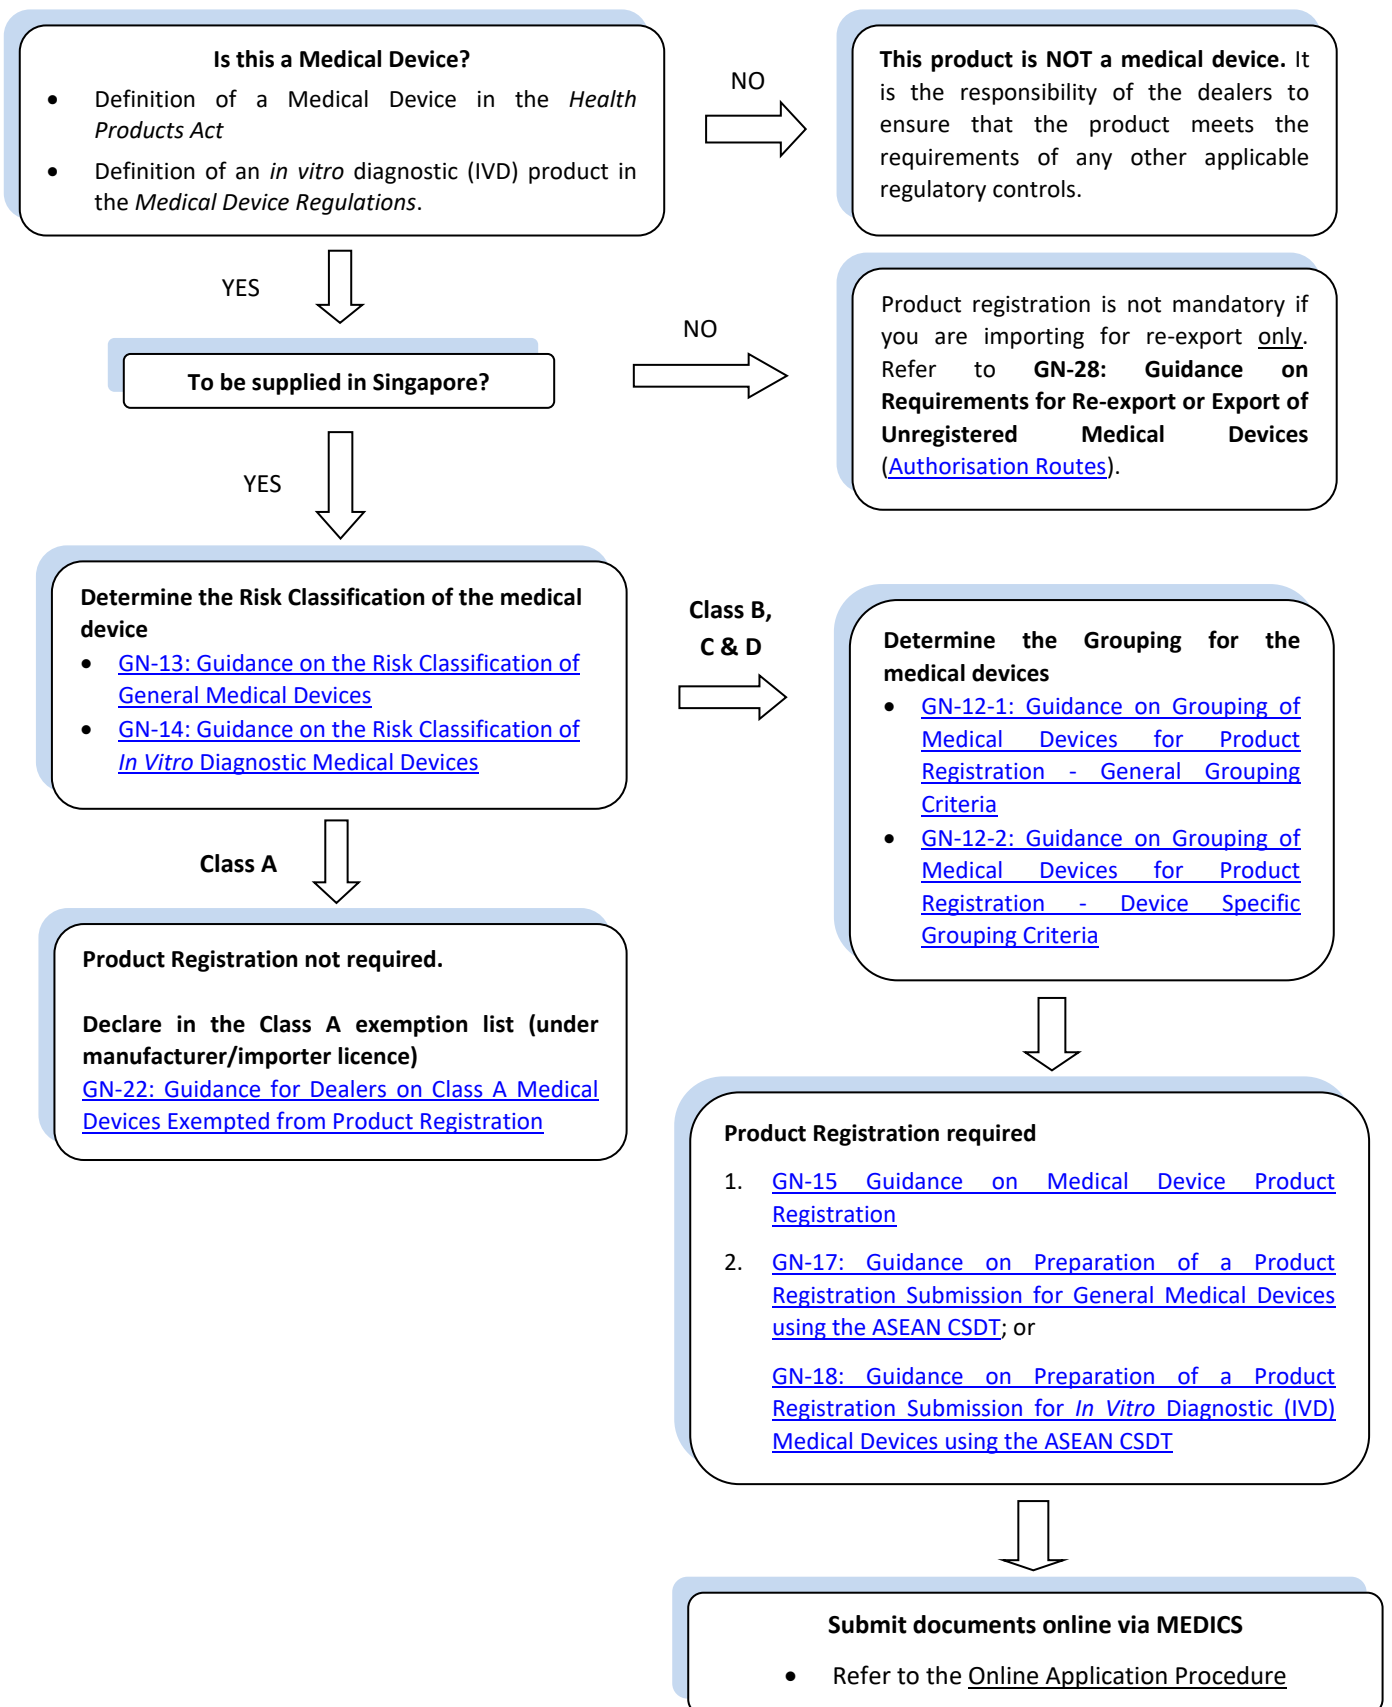 Is this a Medical Device?
• Definition of a Medical Device in the Health
Products Act
• Definition of an in vitro diagnostic (IVD) product in
the Medical Device Regulations.
NO
This product is NOT a medical device. It
is the responsibility of the dealers to
ensure that the product meets the
requirements of any other applicable
regulatory controls.
YES
To be supplied in Singapore?
NO
Product registration is not mandatory if
you are importing for re-export only.
Refer to GN-28: Guidance on
Requirements for Re-export or Export of
Unregistered Medical Devices
(Authorisation Routes).
YES
Determine the Risk Classification of the medical
device
• GN-13: Guidance on the Risk Classification of
General Medical Devices
• GN-14: Guidance on the Risk Classification of
In Vitro Diagnostic Medical Devices
Class B,
C & D
Determine the Grouping for the
medical devices
• GN-12-1: Guidance on Grouping of
Medical Devices for Product
Registration - General Grouping
Criteria
• GN-12-2: Guidance on Grouping of
Medical Devices for Product
Registration - Device Specific
Grouping Criteria
Class A
Product Registration not required.
Declare in the Class A exemption list (under
manufacturer/importer licence)
GN-22: Guidance for Dealers on Class A Medical
Devices Exempted from Product Registration
Product Registration required
1. GN-15 Guidance on Medical Device Product
Registration
2. GN-17: Guidance on Preparation of a Product
Registration Submission for General Medical Devices
using the ASEAN CSDT; or
GN-18: Guidance on Preparation of a Product
Registration Submission for In Vitro Diagnostic (IVD)
Medical Devices using the ASEAN CSDT
Submit documents online via MEDICS
• Refer to the Online Application Procedure